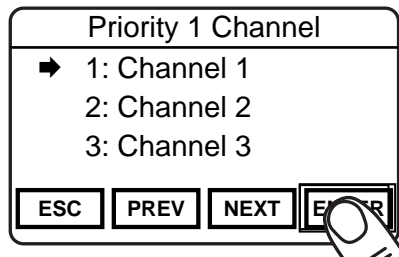 Priority 1 Channel
1: Channel 1
2: Channel 2
3: Channel 3
ESC PREV NEXT